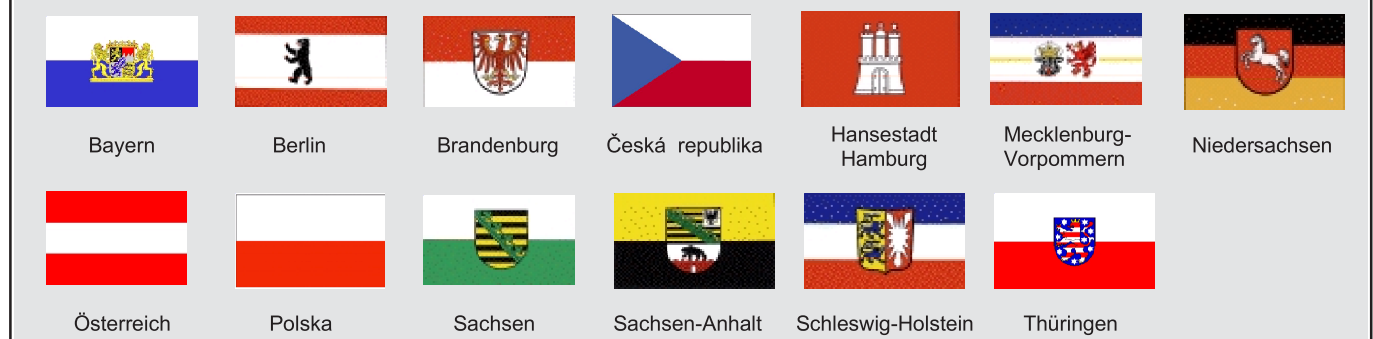 Bayern
Berlin
Brandenburg
Česká republika
Hansestadt
Hamburg
Mecklenburg-
Vorpommern
Niedersachsen
Österreich
Polska
Sachsen
Sachsen-Anhalt
Schleswig-Holstein
Thüringen